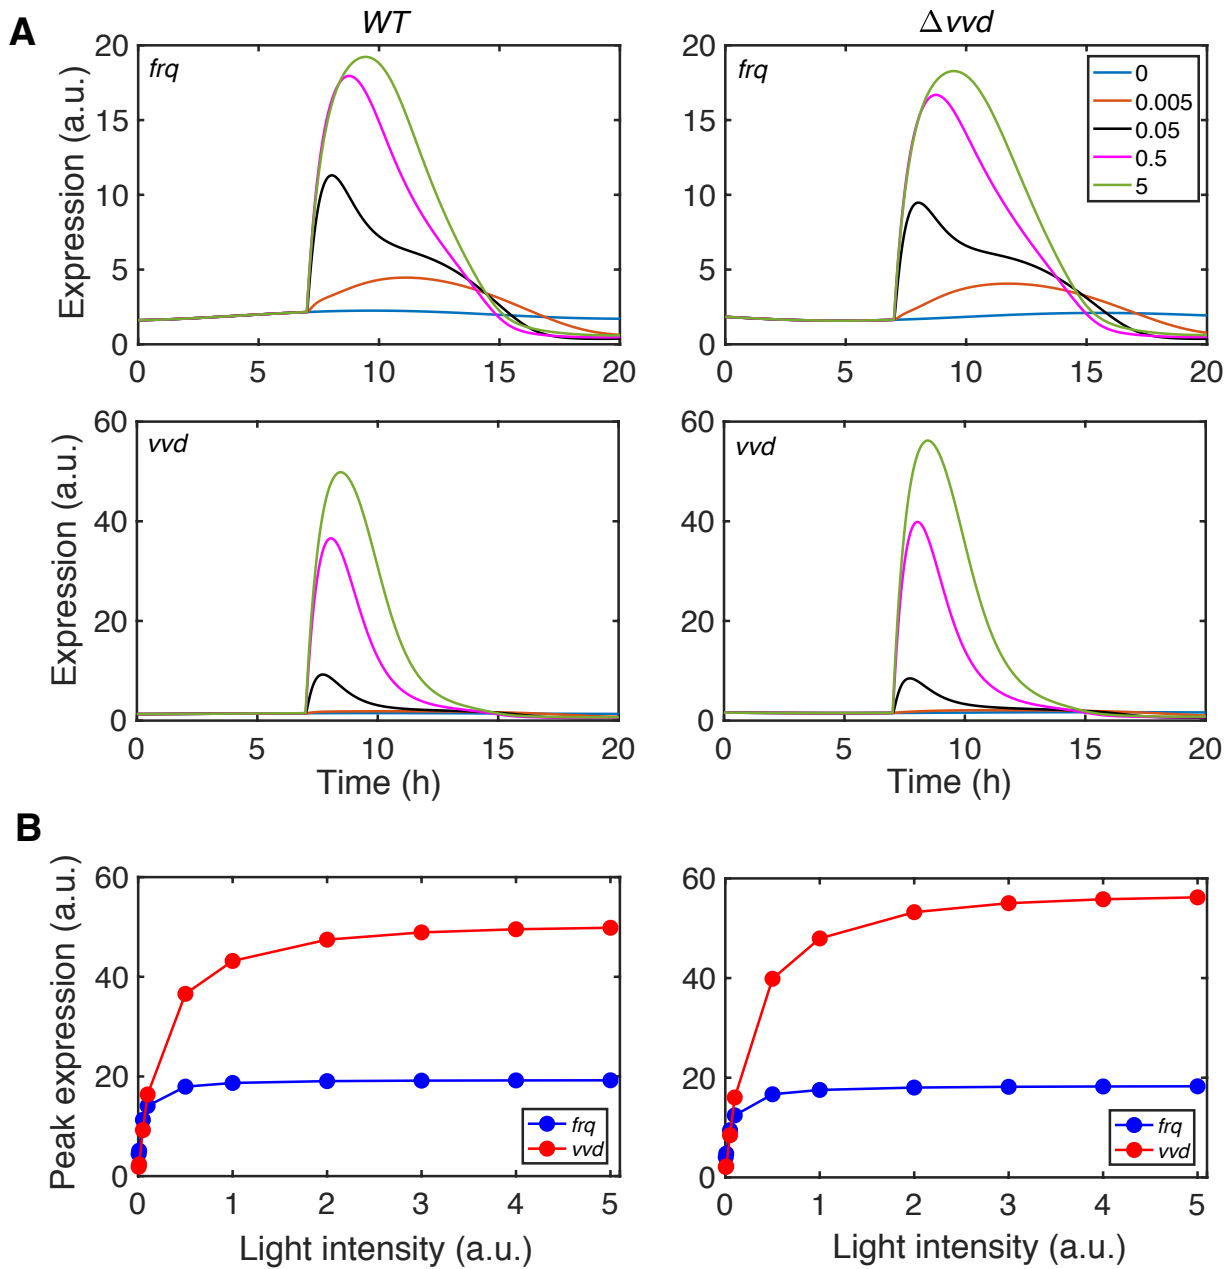 A
WT
Δvvd
Expression (a.u.)
20
15
10
5
0
frq
0 5 10 15 20
20
15
10
5
0
frq
0
0.005
0.05
0.5
5
0 5 10 15 20
Expression (a.u.)
60
40
20
0
vvd
0 5 10 15 20
Time (h)
60
40
20
0
vvd
0 5 10 15 20
Time (h)
B
Peak expression (a.u.)
60
40
20
0
frq
vvd
0 1 2 3 4 5
Light intensity (a.u.)
60
40
20
0
frq
vvd
0 1 2 3 4 5
Light intensity (a.u.)